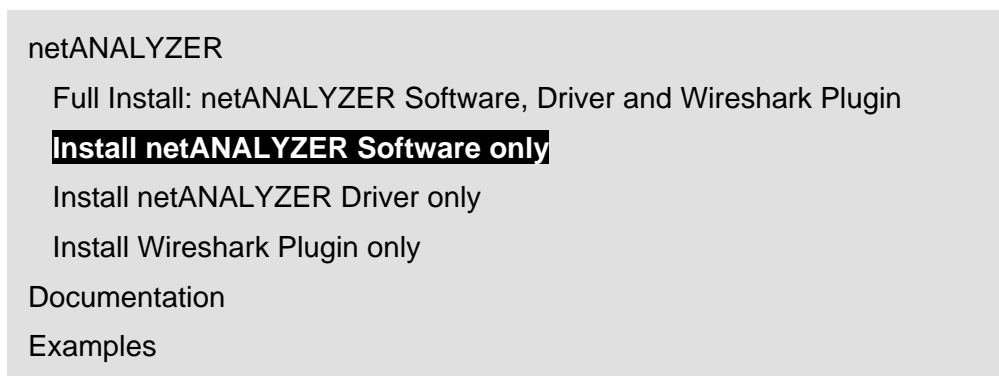 netANALYZER
Full Install: netANALYZER Software, Driver and Wireshark Plugin
Install netANALYZER Software only
Install netANALYZER Driver only
Install Wireshark Plugin only
Documentation
Examples